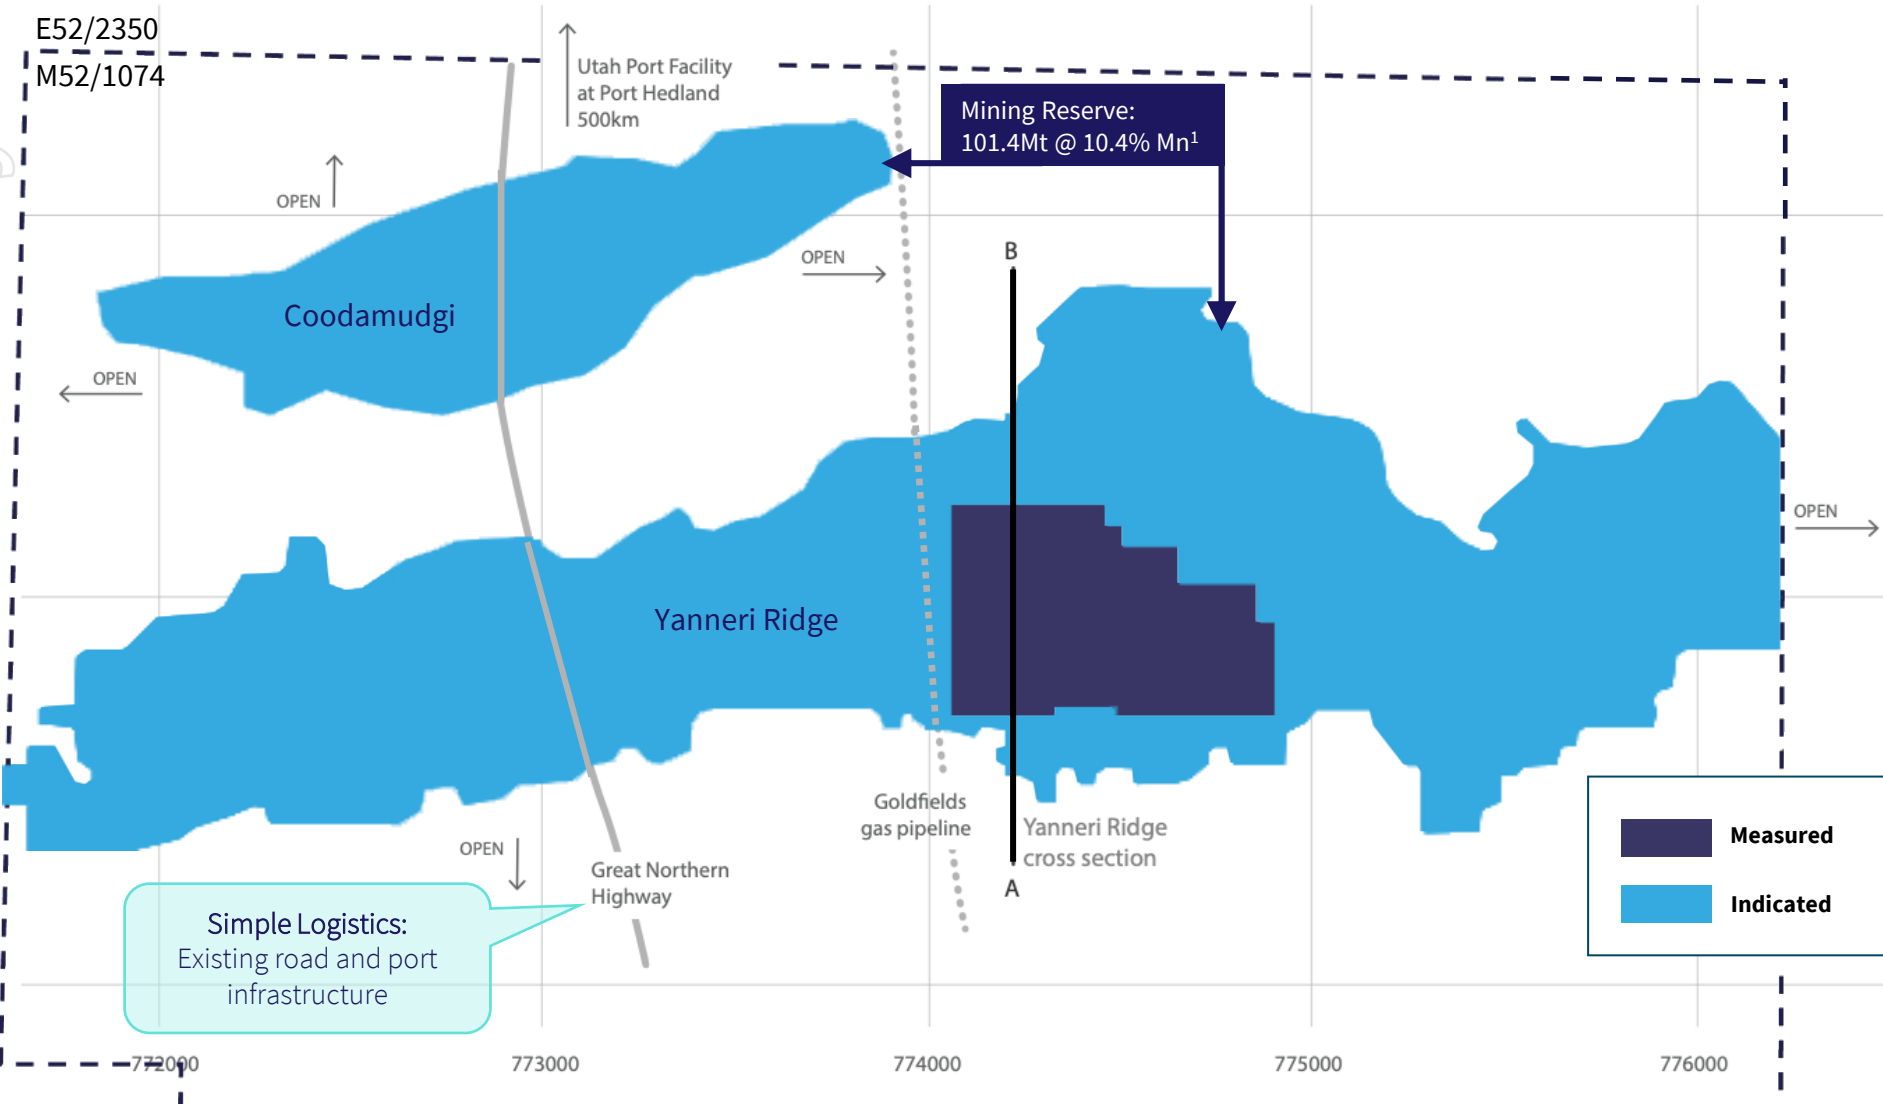 E52/2350
M52/1074
Utah Port Facility
at Port Hedland
500km
Mining Reserve:
101.4Mt @ 10.4% Mn¹
OPEN
B
OPEN
Coodamudgi
OPEN
OPEN
Yanneri Ridge
Goldfields
gas pipeline
Yanneri Ridge
cross section
A
Measured
Indicated
OPEN
Great Northern
Highway
Simple Logistics:
Existing road and port
infrastructure
772000
773000
774000
775000
776000